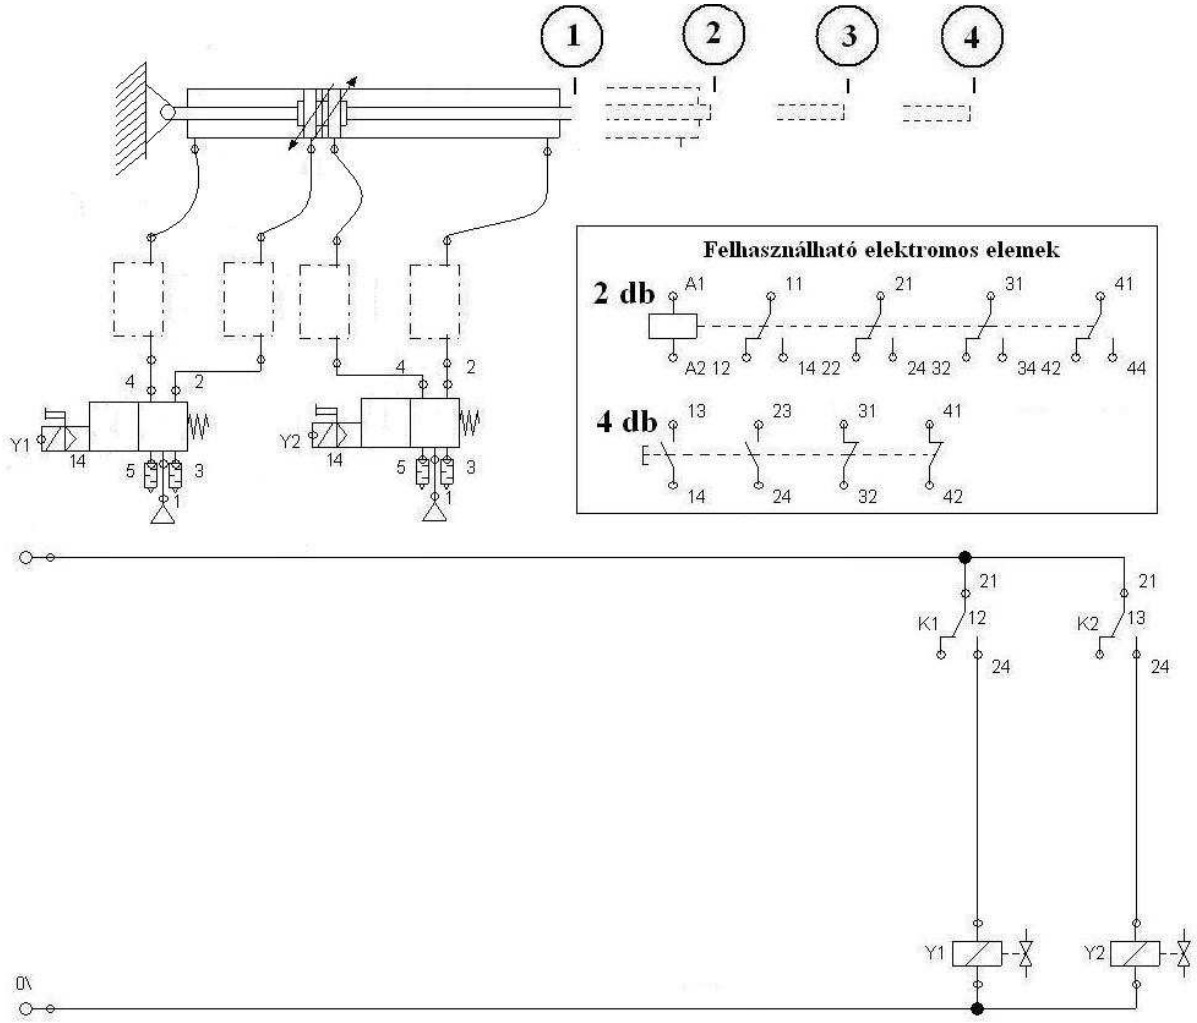 1 2 3 4
Felhasználható elektromos elemek
2 db A1 11 21 31 41
A2 12 14 22 24 32 34 42 44
4 db 13 23 31 41
14 24 32 42
4 2
Y1 14 5 3
1
4 2
Y2 14 5 3
1
21 21
K1 12 K2 13
24 24
Y1 Y2
0\